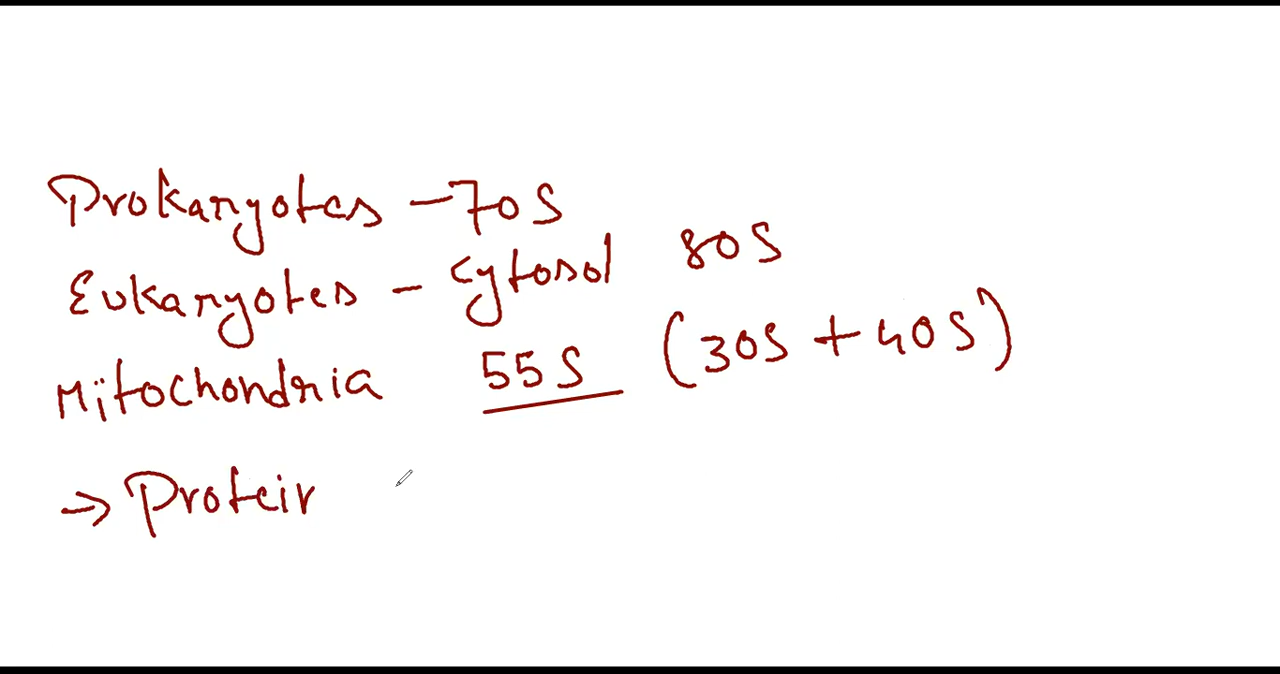 Prokaryotes - 70S
Eukaryotes - Cytosol 80S
Mitochondria 55S (30S + 40S)
→ Protein